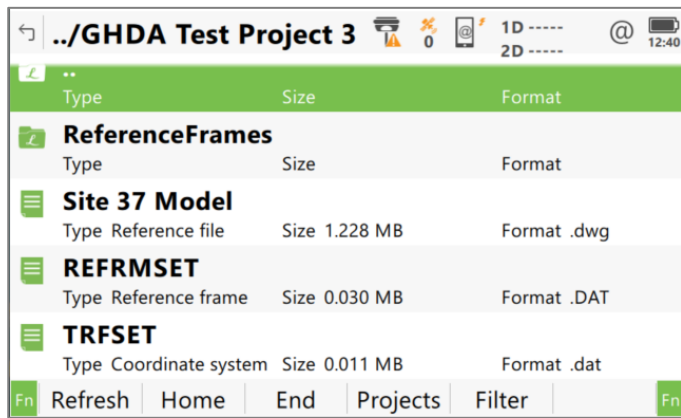 ../GHDA Test Project 3 0 @ 1D ----- @ 12:40
2D -----
L ..
Type Size Format
L ReferenceFrames
Type Size Format
Site 37 Model
Type Reference file Size 1.228 MB Format .dwg
REFRMSET
Type Reference frame Size 0.030 MB Format .DAT
TRFSET
Type Coordinate system Size 0.011 MB Format .dat
Fn Refresh Home End Projects Filter Fn